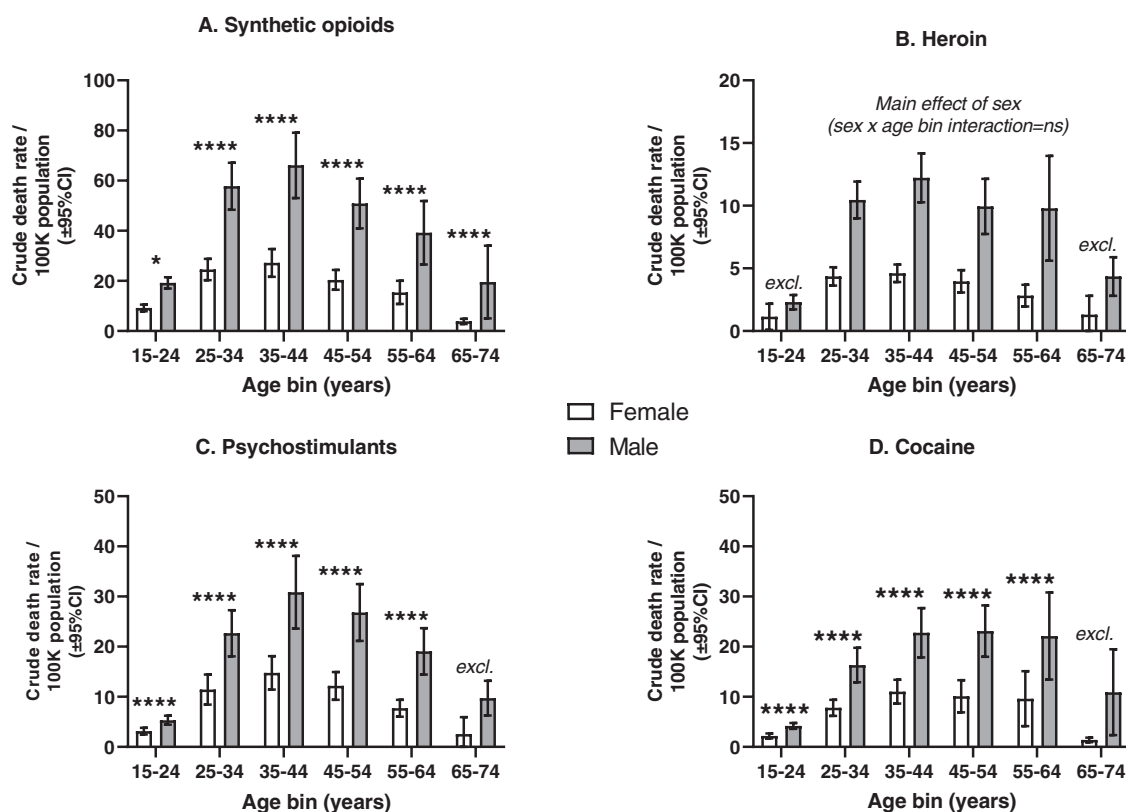 A. Synthetic opioids
Crude death rate /
100K population
(±95%CI)
100
80
60
40
20
0
*
****
****
****
****
****
15-24 25-34 35-44 45-54 55-64 65-74
Age bin (years)
B. Heroin
Crude death rate /
100K population
(±95%CI)
20
15
10
5
0
Main effect of sex
(sex x age bin interaction=ns)
excl.
excl.
15-24 25-34 35-44 45-54 55-64 65-74
Age bin (years)
Female
Male
C. Psychostimulants
Crude death rate /
100K population
(±95%CI)
50
40
30
20
10
0
****
****
****
****
****
excl.
15-24 25-34 35-44 45-54 55-64 65-74
Age bin (years)
D. Cocaine
Crude death rate /
100K population
(±95%CI)
50
40
30
20
10
0
****
****
****
****
****
excl.
15-24 25-34 35-44 45-54 55-64 65-74
Age bin (years)